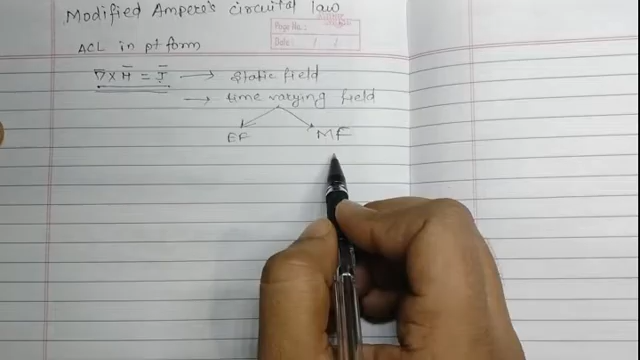 Modified Ampere's circuital law
Page No.:
Date: / /
ACL in pt form
∇ × H̄ = J̄ → static field
→ time varying field
EF MF